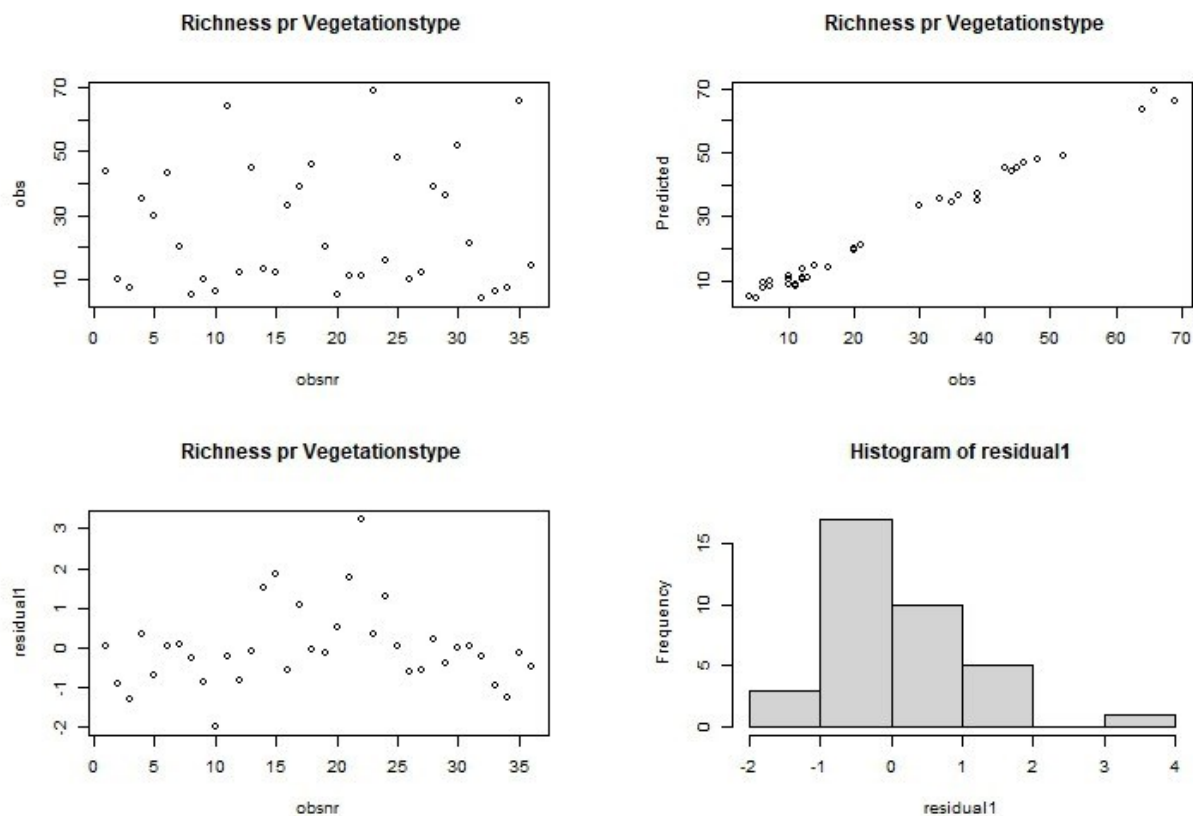 Richness pr Vegetationstype
obs
70
50
30
10
0 5 10 15 20 25 30 35
obsnr
Richness pr Vegetationstype
Predicted
70
50
30
10
10 20 30 40 50 60 70
obs
Richness pr Vegetationstype
residual1
3
2
1
0
-1
-2
0 5 10 15 20 25 30 35
obsnr
Histogram of residual1
Frequency
15
10
5
0
-2 -1 0 1 2 3 4
residual1